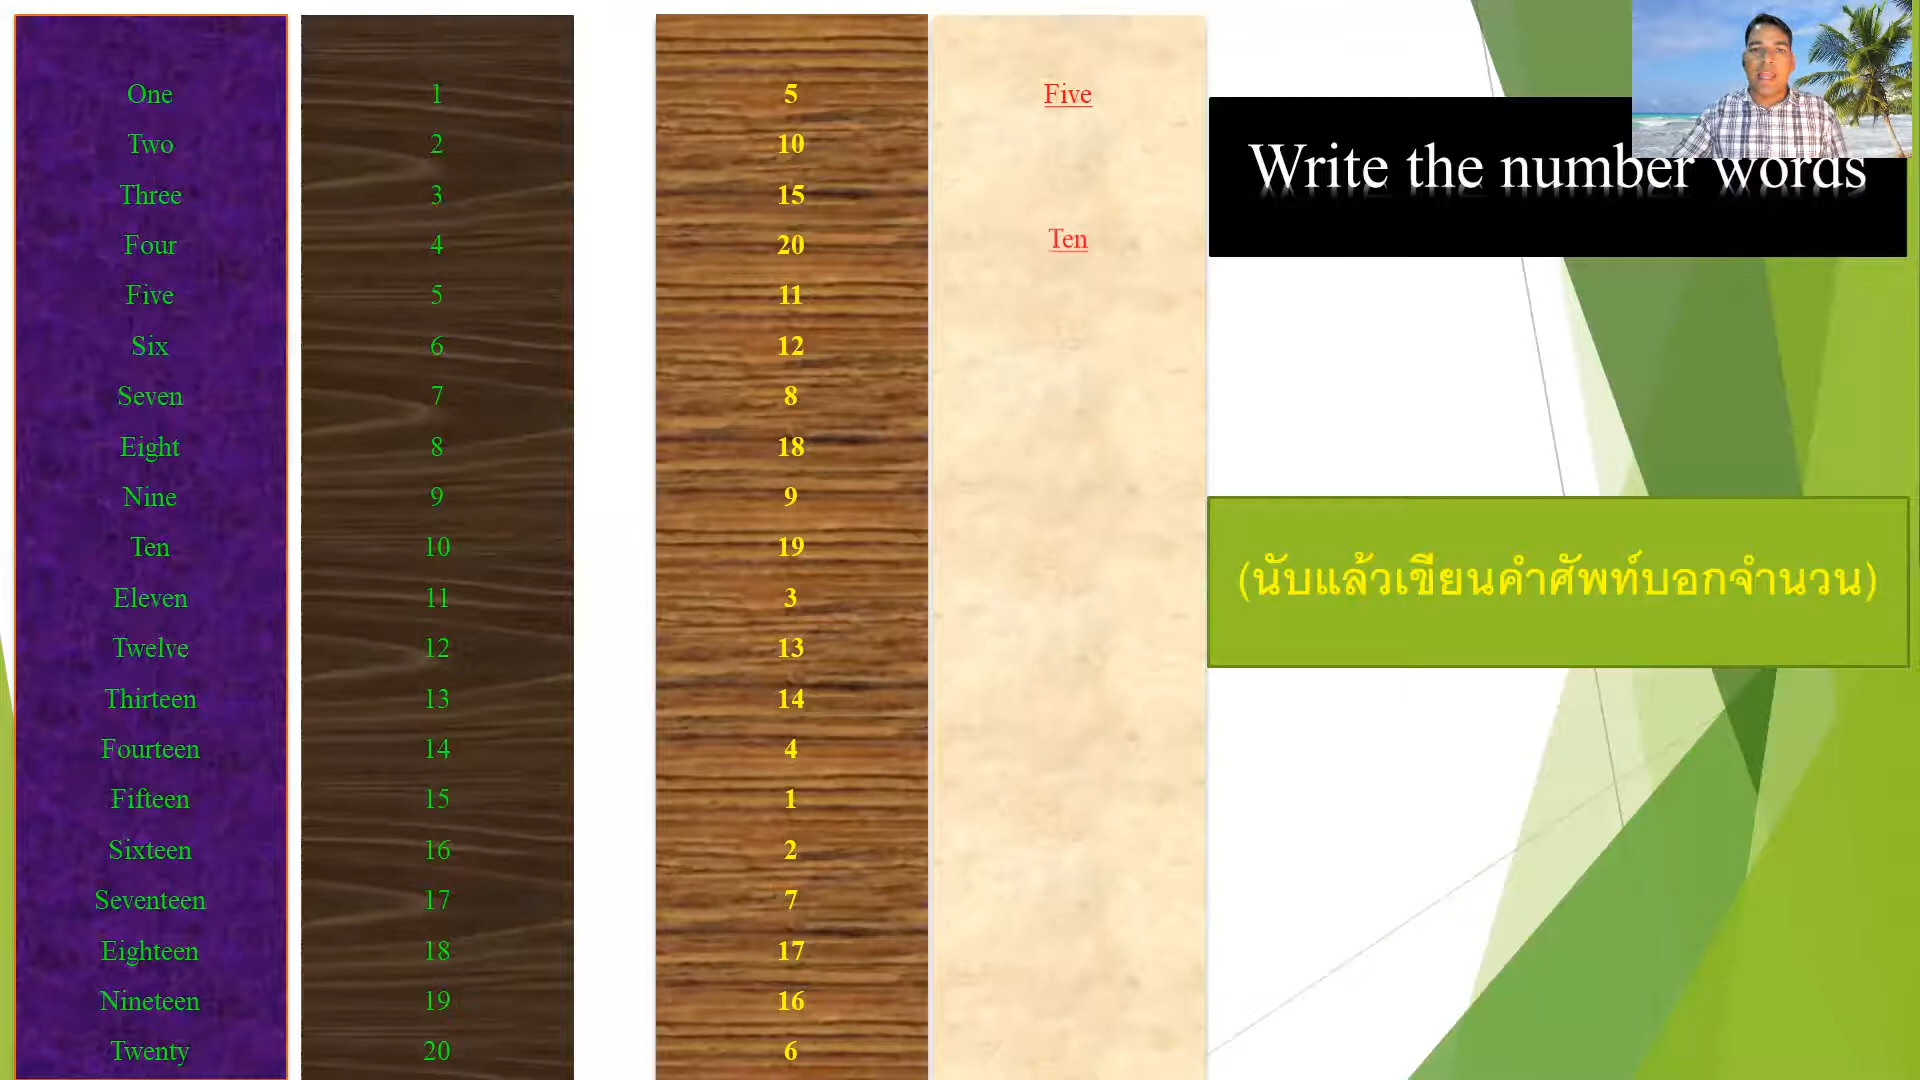 One
Two
Three
Four
Five
Six
Seven
Eight
Nine
Ten
Eleven
Twelve
Thirteen
Fourteen
Fifteen
Sixteen
Seventeen
Eighteen
Nineteen
Twenty
1
2
3
4
5
6
7
8
9
10
11
12
13
14
15
16
17
18
19
20
5
10
15
20
11
12
8
18
9
19
3
13
14
4
1
2
7
17
16
6
Five
Ten
Write the number words
(นับแล้วเขียนคำศัพท์บอกจำนวน)